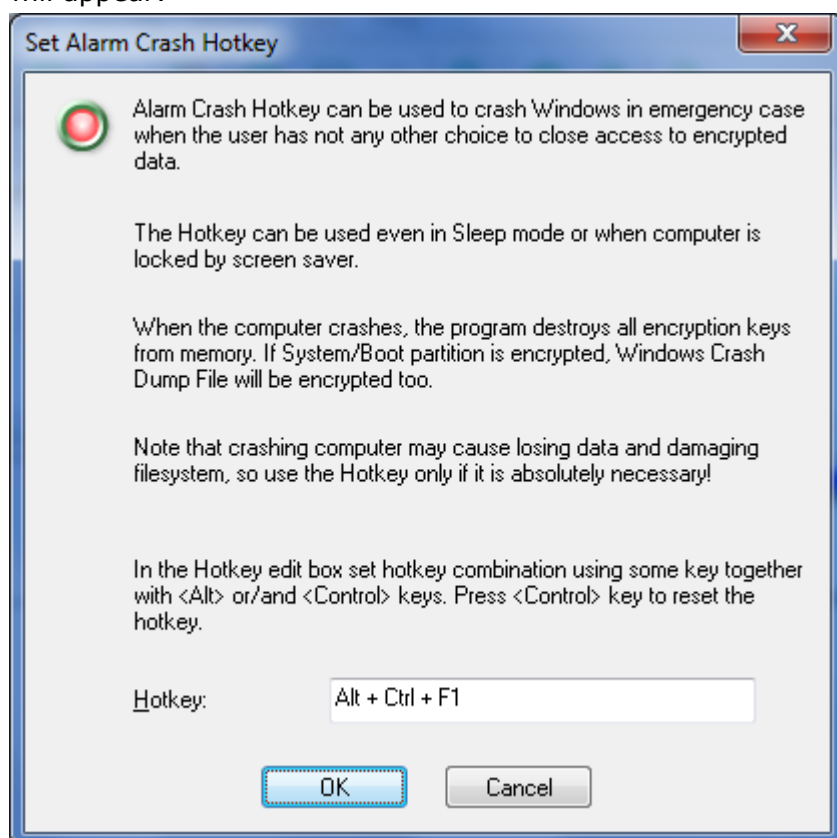 Set Alarm Crash Hotkey
Alarm Crash Hotkey can be used to crash Windows in emergency case
when the user has not any other choice to close access to encrypted
data.
The Hotkey can be used even in Sleep mode or when computer is
locked by screen saver.
When the computer crashes, the program destroys all encryption keys
from memory. If System/Boot partition is encrypted, Windows Crash
Dump File will be encrypted too.
Note that crashing computer may cause losing data and damaging
filesystem, so use the Hotkey only if it is absolutely necessary!
In the Hotkey edit box set hotkey combination using some key together
with <Alt> or/and <Control> keys. Press <Control> key to reset the
hotkey.
Hotkey: Alt + Ctrl + F1
OK Cancel